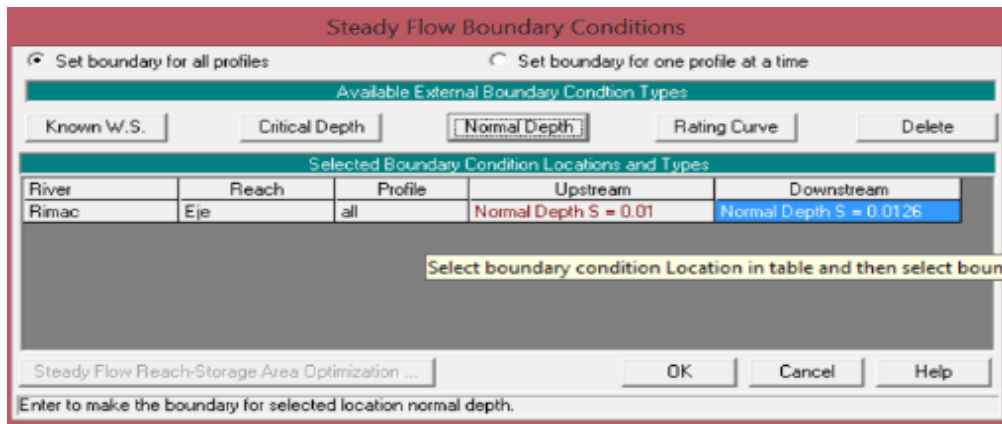 Steady Flow Boundary Conditions
Set boundary for all profiles Set boundary for one profile at a time
Available External Boundary Condtion Types
Known W.S. Critical Depth Normal Depth Rating Curve Delete
Selected Boundary Condition Locations and Types
River Reach Profile Upstream Downstream
Rimac Eje all Normal Depth S = 0.01 Normal Depth S = 0.0126
Select boundary condition Location in table and then select boun
Steady Flow Reach-Storage Area Optimization ... OK Cancel Help
Enter to make the boundary for selected location normal depth.